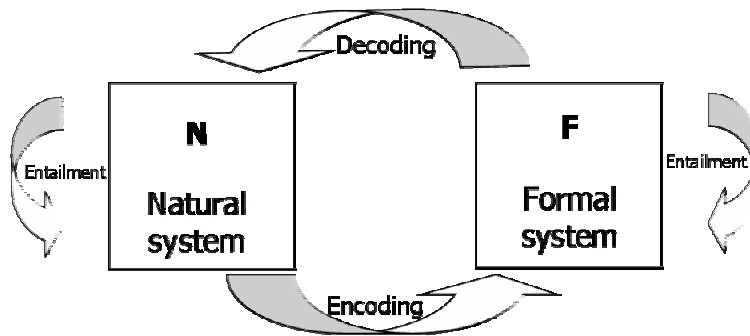 Decoding
N
Natural
system
F
Formal
system
Entailment
Entailment
Encoding